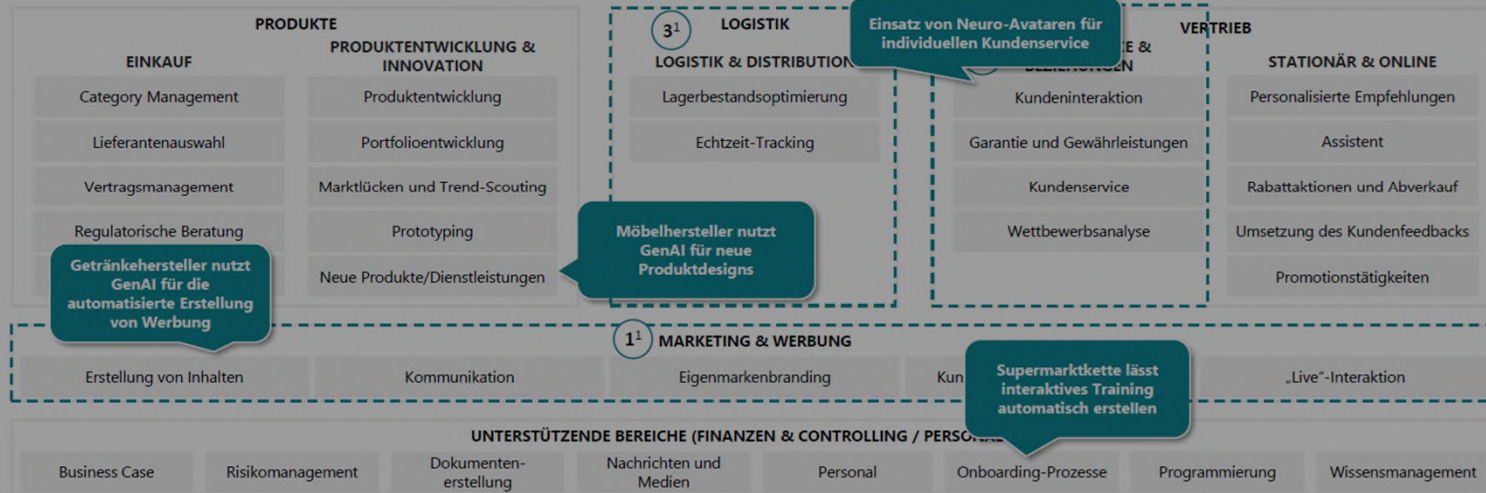 PRODUKTE
EINKAUF
Category Management
Lieferantenauswahl
Vertragsmanagement
Regulatorische Beratung
Getränkehersteller nutzt
GenAI für die
automatisierte Erstellung
von Werbung
PRODUKTENTWICKLUNG &
INNOVATION
Produktentwicklung
Portfolioentwicklung
Marktlücken und Trend-Scouting
Prototyping
Neue Produkte/Dienstleistungen
Möbelhersteller nutzt
GenAI für neue
Produktdesigns
3¹
LOGISTIK
LOGISTIK & DISTRIBUTION
Lagerbestandsoptimierung
Echtzeit-Tracking
Einsatz von Neuro-Avataren für
individuellen Kundenservice
VERTRIEB
&
BEZIEHUNGEN
Kundeninteraktion
Garantie und Gewährleistungen
Kundenservice
Wettbewerbsanalyse
STATIONÄR & ONLINE
Personalisierte Empfehlungen
Assistent
Rabattaktionen und Abverkauf
Umsetzung des Kundenfeedbacks
Promotionstätigkeiten
1¹
MARKETING & WERBUNG
Erstellung von Inhalten
Kommunikation
Eigenmarkenbranding
Kun
Supermarktkette lässt
interaktives Training
automatisch erstellen
„Live"-Interaktion
UNTERSTÜTZENDE BEREICHE (FINANZEN & CONTROLLING / PERSONAL
Business Case
Risikomanagement
Dokumenten-
erstellung
Nachrichten und
Medien
Personal
Onboarding-Prozesse
Programmierung
Wissensmanagement